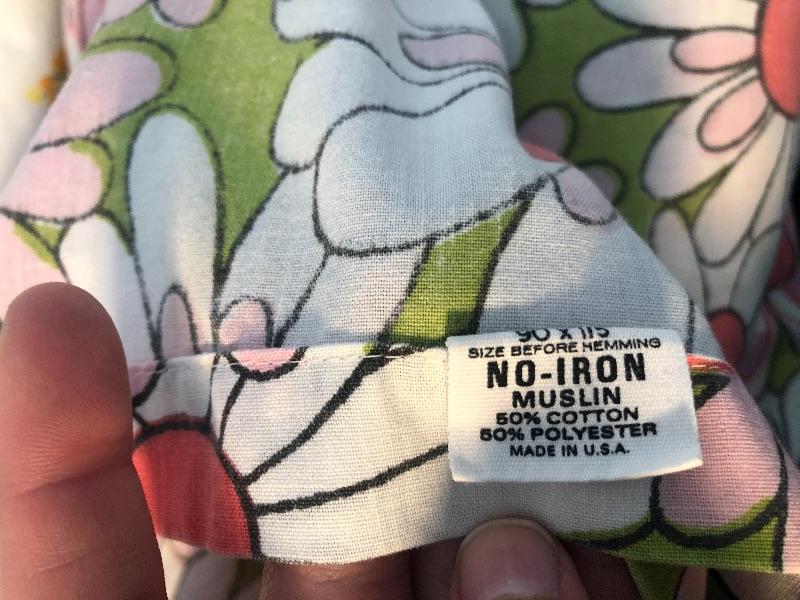 90 X 115
SIZE BEFORE HEMMING
NO-IRON
MUSLIN
50% COTTON
50% POLYESTER
MADE IN U.S.A.